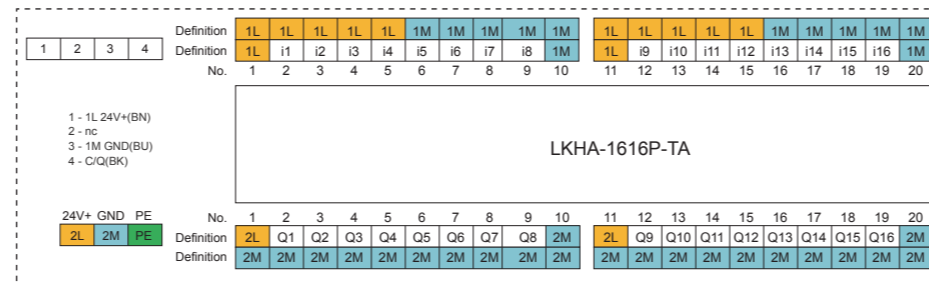 Definition 1L 1L 1L 1L 1L 1M 1M 1M 1M 1M 1L 1L 1L 1L 1L 1M 1M 1M 1M 1M
1 2 3 4 Definition 1L i1 i2 i3 i4 i5 i6 i7 i8 1M 1L i9 i10 i11 i12 i13 i14 i15 i16 1M
No. 1 2 3 4 5 6 7 8 9 10 11 12 13 14 15 16 17 18 19 20
1 - 1L 24V+(BN)
2 - nc
3 - 1M GND(BU)
4 - C/Q(BK)
LKHA-1616P-TA
24V+ GND PE No. 1 2 3 4 5 6 7 8 9 10 11 12 13 14 15 16 17 18 19 20
2L 2M PE Definition 2L Q1 Q2 Q3 Q4 Q5 Q6 Q7 Q8 2M 2L Q9 Q10 Q11 Q12 Q13 Q14 Q15 Q16 2M
Definition 2M 2M 2M 2M 2M 2M 2M 2M 2M 2M 2M 2M 2M 2M 2M 2M 2M 2M 2M 2M